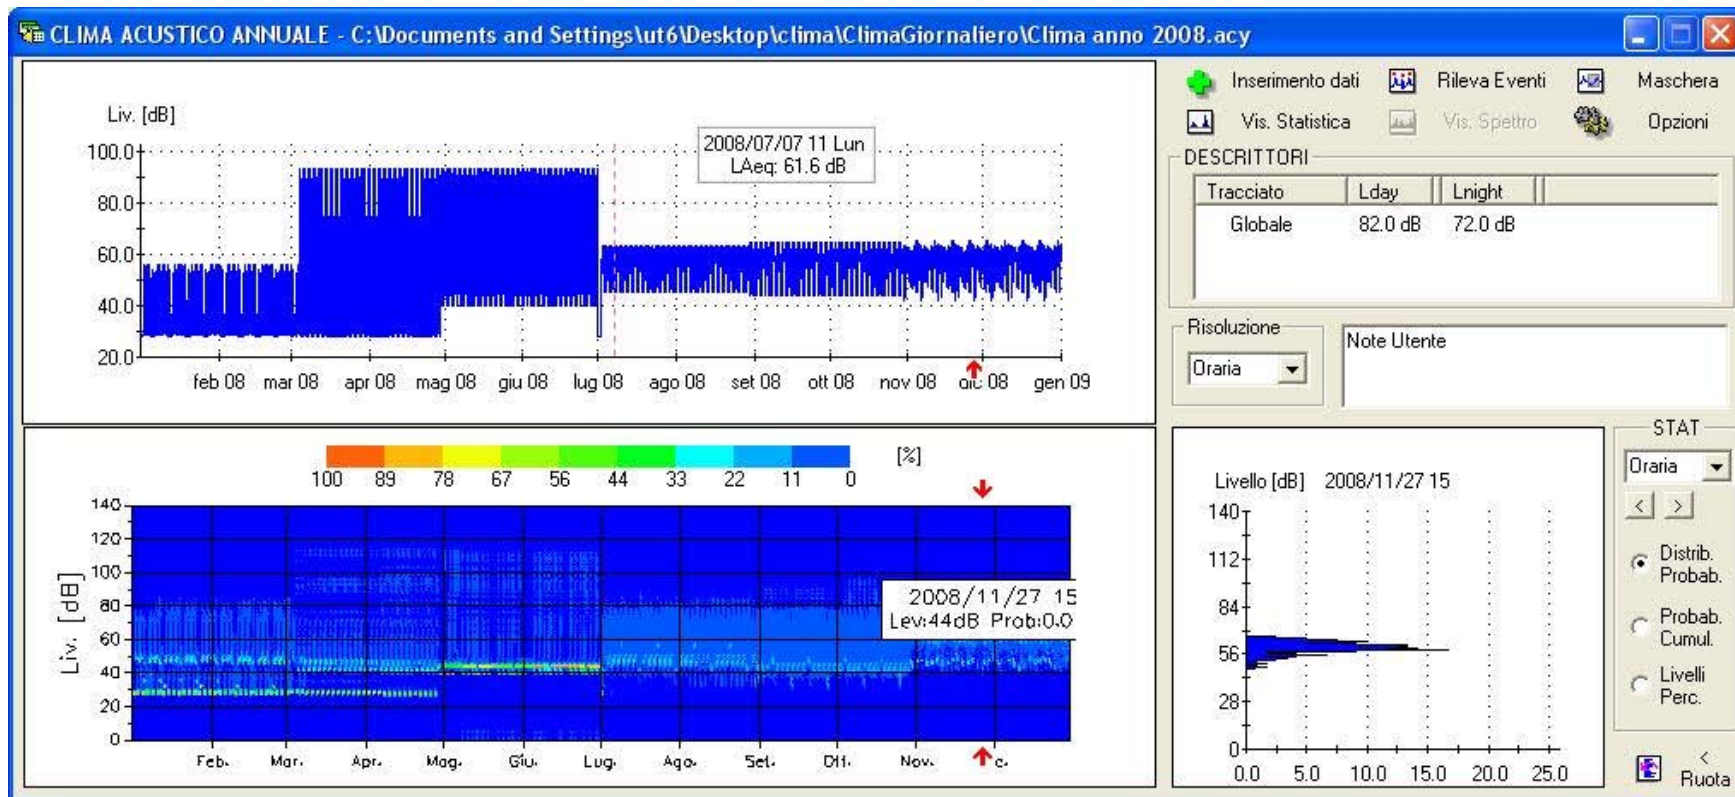 CLIMA ACUSTICO ANNUALE - C:\Documents and Settings\ut6\Desktop\clima\ClimaGiornaliero\Clima anno 2008.acy
Liv. [dB]
2008/07/07 11 Lun
LAeq: 61.6 dB
100.0
80.0
60.0
40.0
20.0
feb 08 mar 08 apr 08 mag 08 giu 08 lug 08 ago 08 set 08 ott 08 nov 08 08 gen 09
Inserimento dati Rileva Eventi Maschera
Vis. Statistica Vis. Spettro Opzioni
DESCRITTORI
Tracciato Lday Lnight
Globale 82.0 dB 72.0 dB
Risoluzione
Oraria
Note Utente
[%]
100 89 78 67 56 44 33 22 11 0
Liv. [dB]
140
120
100
80
60
40
20
0
2008/11/27 15
Lev:44dB Prob:0.0
Feb. Mar. Apr. Mag. Giu. Lug. Ago. Set. Ott. Nov.
Livello [dB] 2008/11/27 15
140
112
84
56
28
0
0.0 5.0 10.0 15.0 20.0 25.0
STAT
Oraria
< >
Distrib.
Probab.
Probab.
Cumul.
Livelli
Perc.
<
Ruota